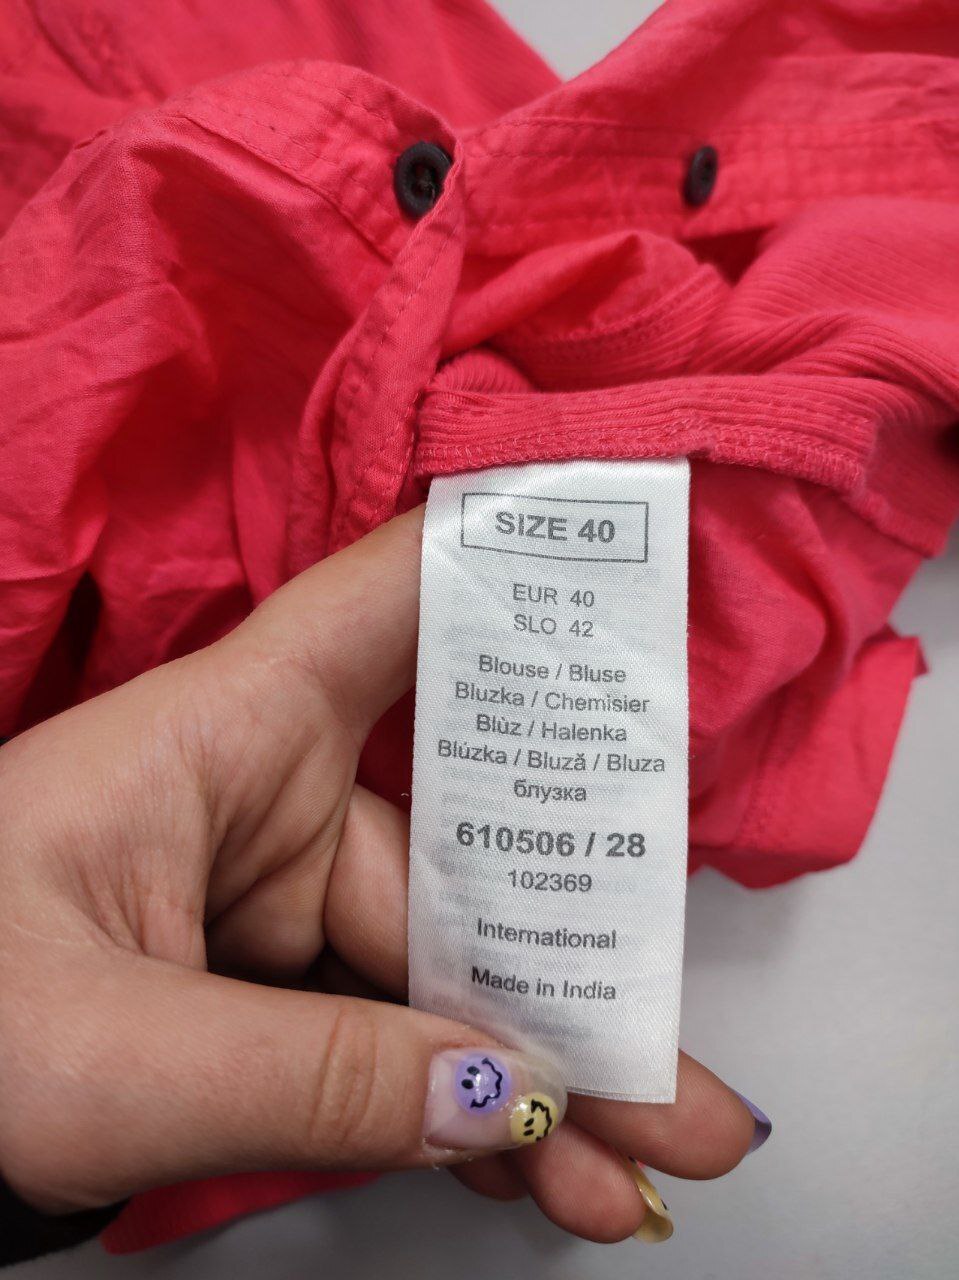 SIZE 40
EUR 40
SLO 42
Blouse / Bluse
Bluzka / Chemisier
Blùz / Halenka
Blúzka / Bluză / Bluza
блузка
610506 / 28
102369
International
Made in India